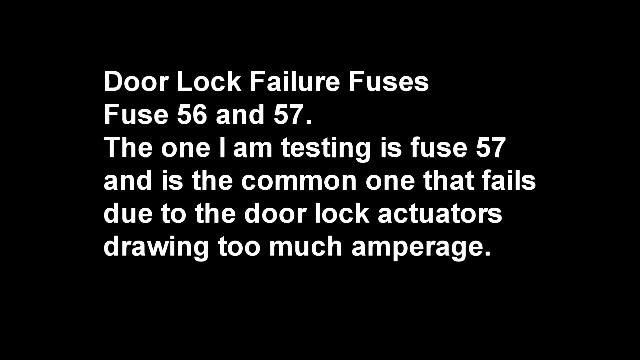 Door Lock Failure Fuses
Fuse 56 and 57.
The one I am testing is fuse 57
and is the common one that fails
due to the door lock actuators
drawing too much amperage.